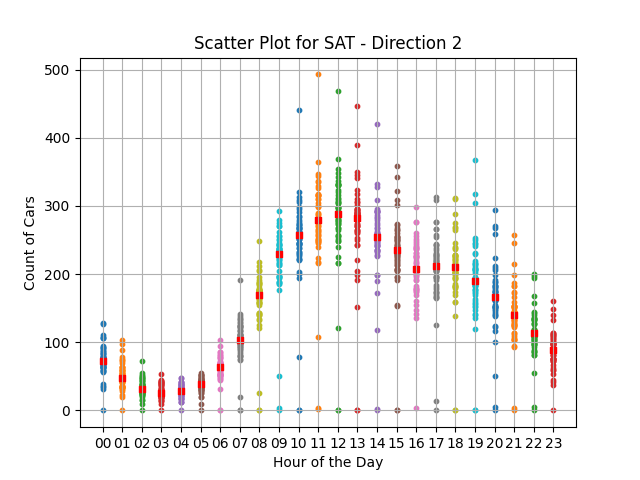 Scatter Plot for SAT - Direction 2
500
400
300
200
100
0
Count of Cars
00 01 02 03 04 05 06 07 08 09 10 11 12 13 14 15 16 17 18 19 20 21 22 23
Hour of the Day